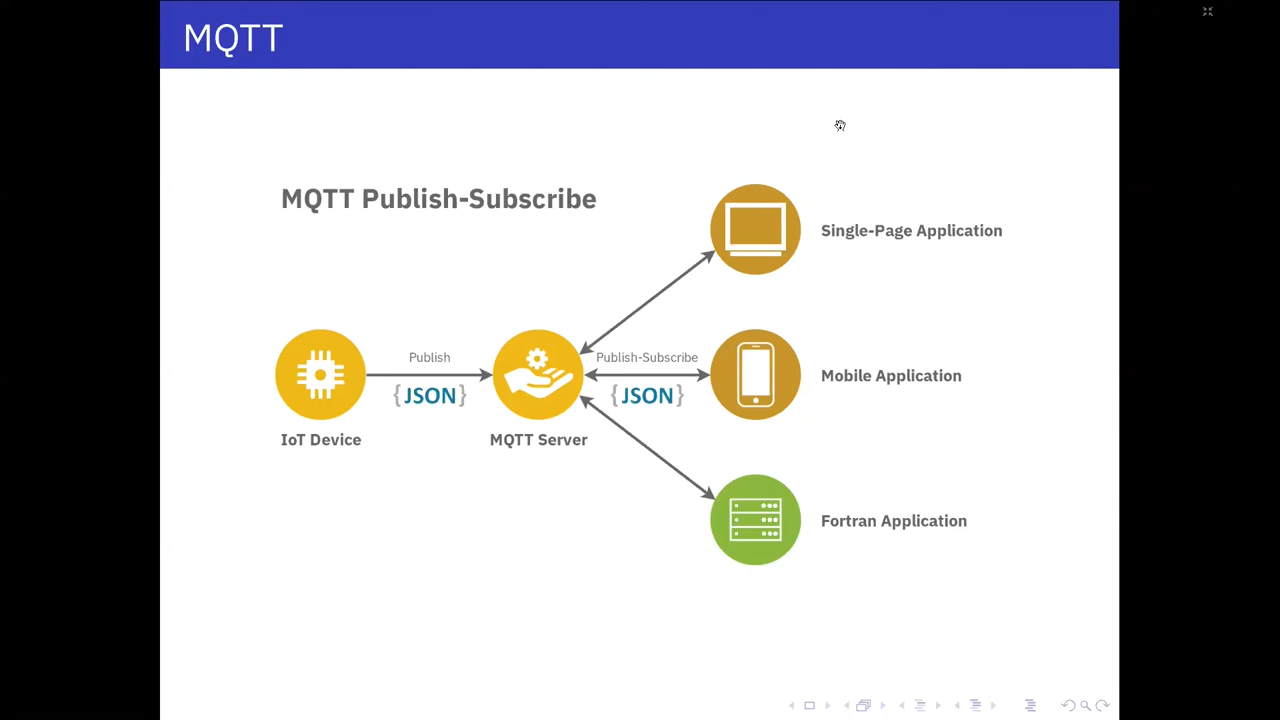 MQTT
MQTT Publish-Subscribe
Single-Page Application
Publish
{JSON}
Publish-Subscribe
{JSON}
Mobile Application
IoT Device
MQTT Server
Fortran Application